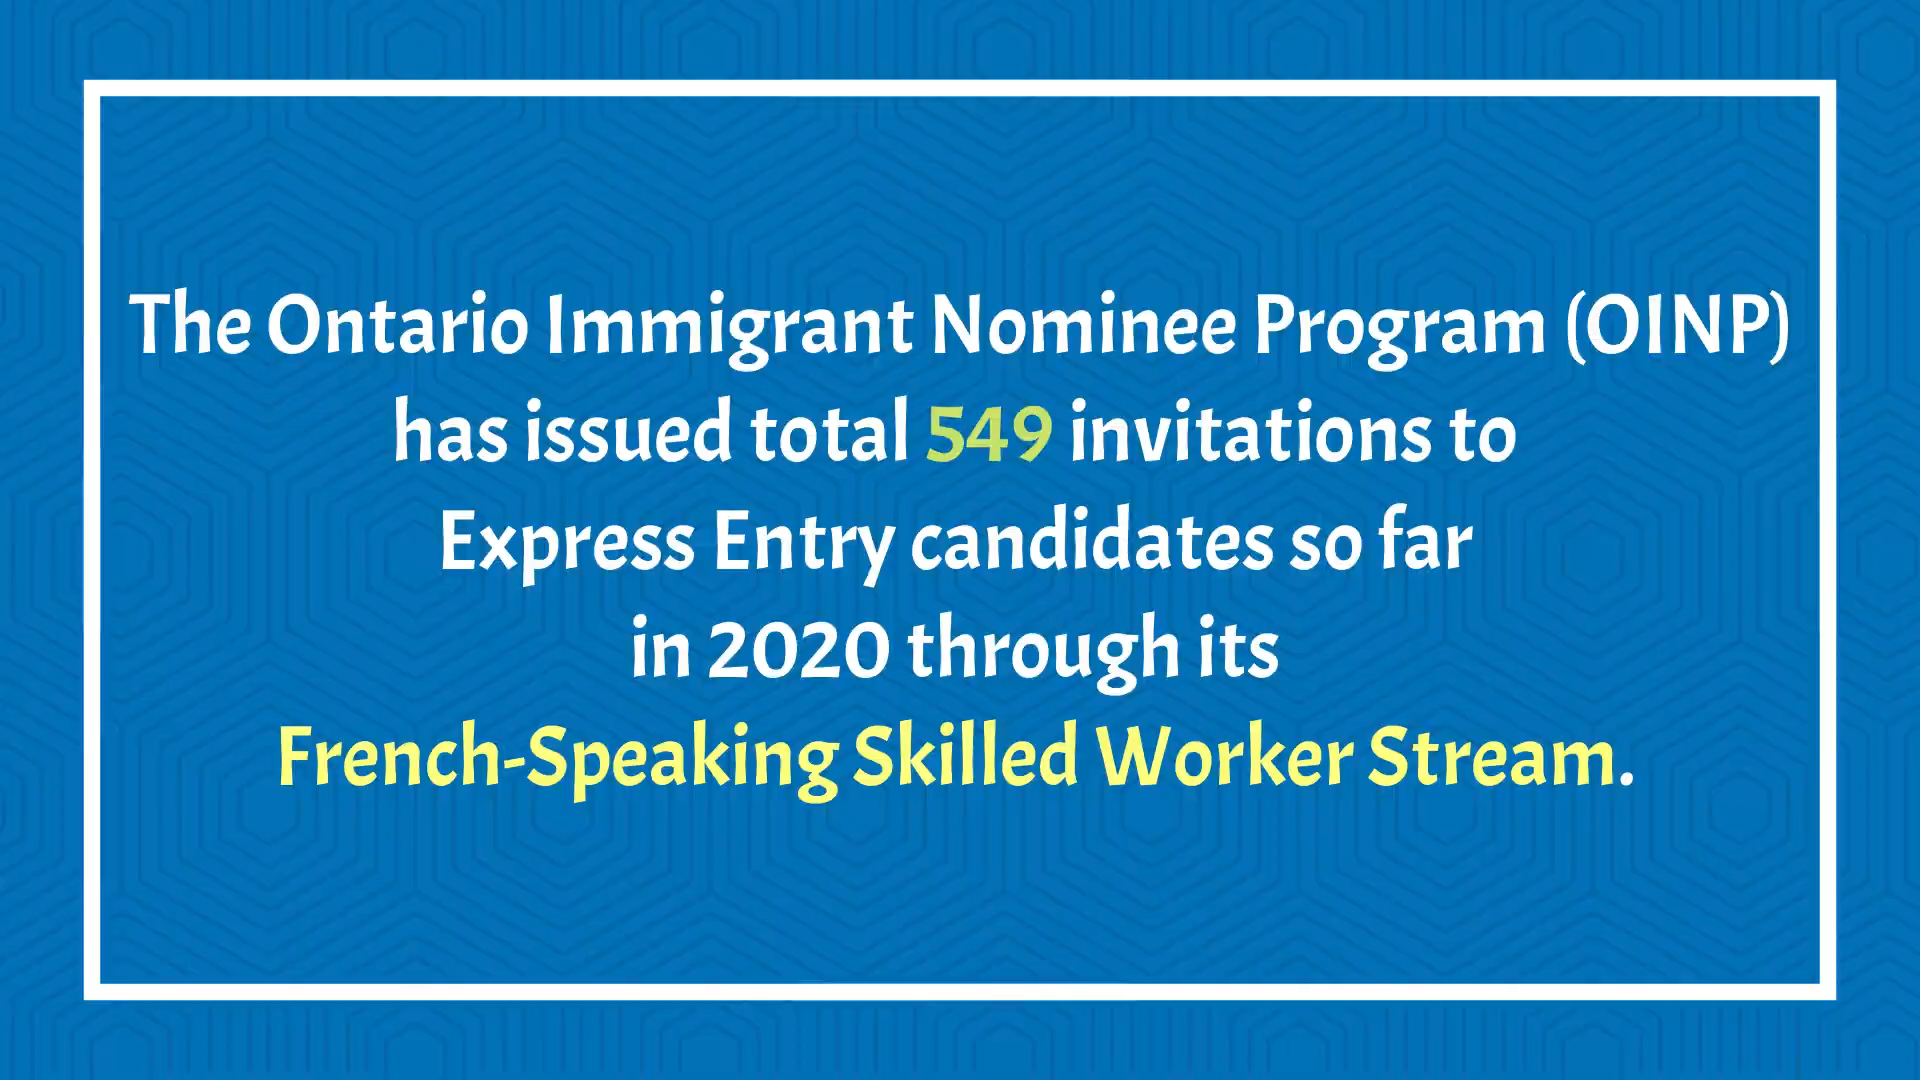 The Ontario Immigrant Nominee Program (OINP)
has issued total 549 invitations to
Express Entry candidates so far
in 2020 through its
French-Speaking Skilled Worker Stream.